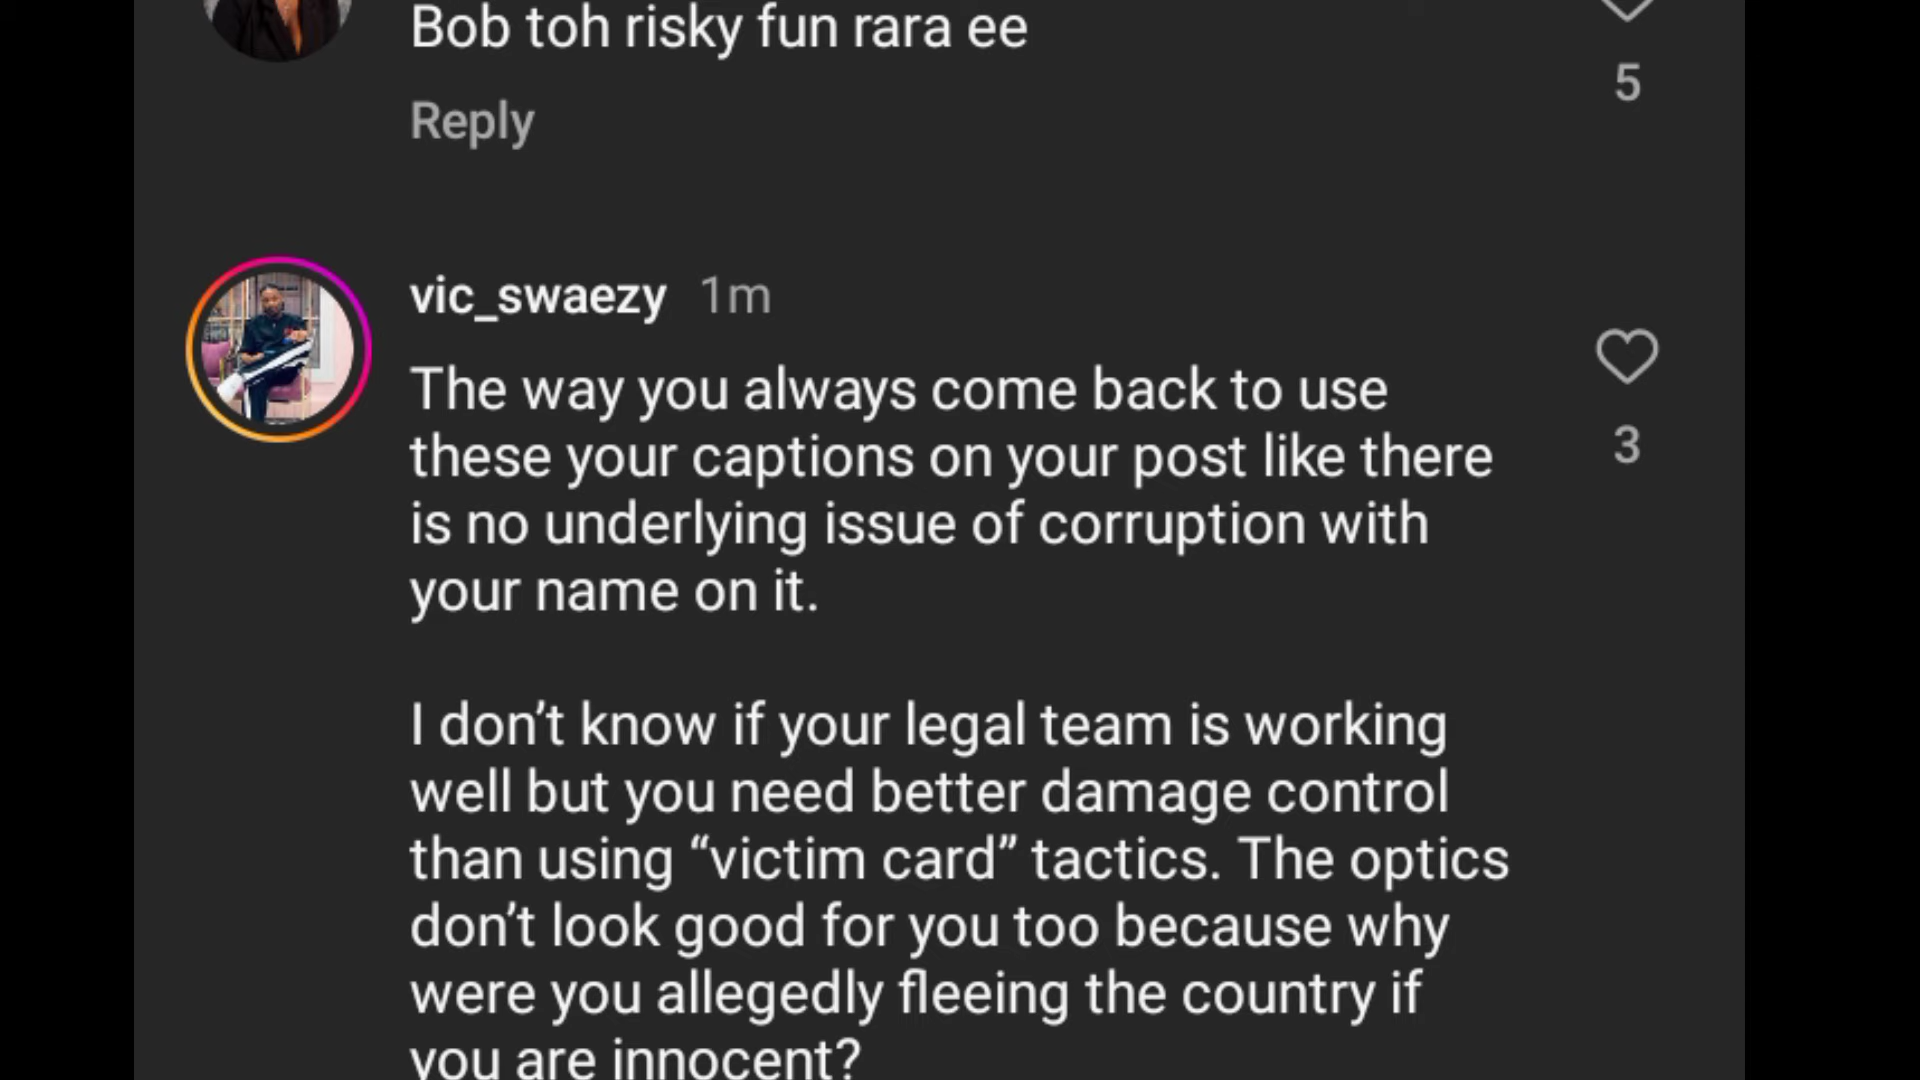 Bob toh risky fun rara ee
5
Reply
vic_swaezy 1m
The way you always come back to use
these your captions on your post like there
is no underlying issue of corruption with
your name on it.
3
I don’t know if your legal team is working
well but you need better damage control
than using “victim card” tactics. The optics
don’t look good for you too because why
were you allegedly fleeing the country if
you are innocent?